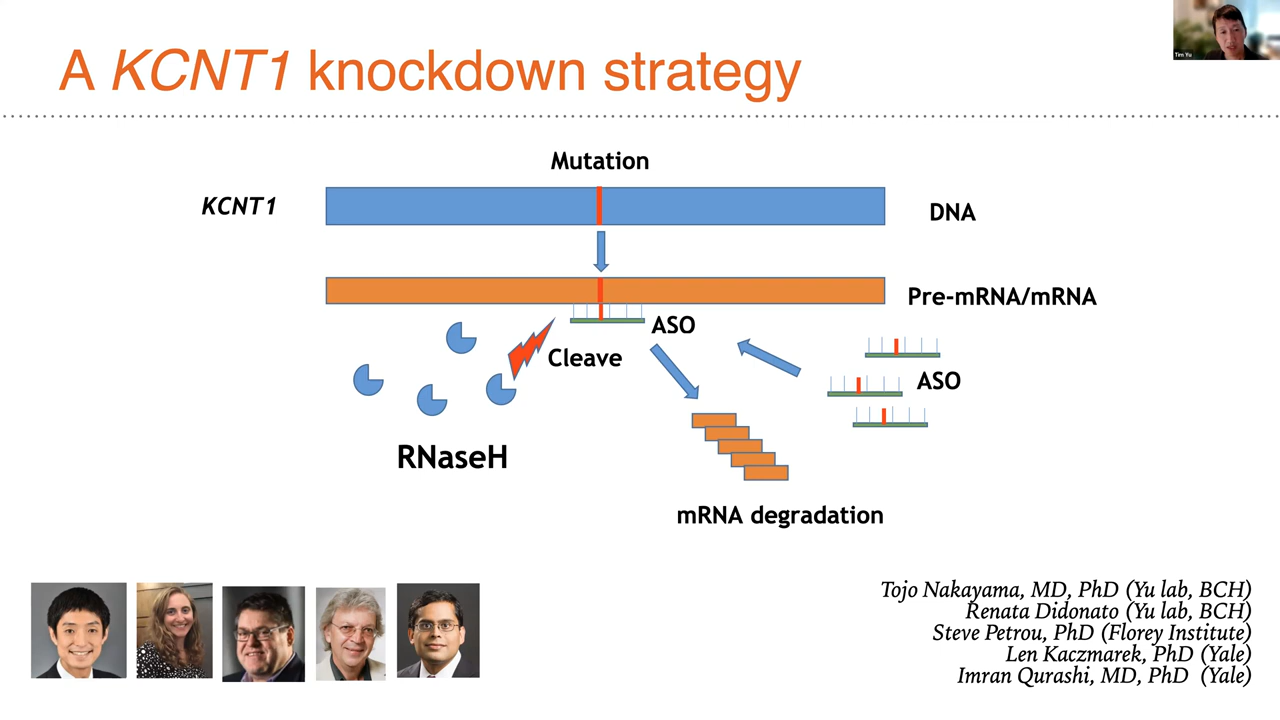 Tim Yu
A KCNT1 knockdown strategy
Mutation
KCNT1
DNA
Pre-mRNA/mRNA
ASO
Cleave
ASO
RNaseH
mRNA degradation
Tojo Nakayama, MD, PhD (Yu lab, BCH)
Renata Didonato (Yu lab, BCH)
Steve Petrou, PhD (Florey Institute)
Len Kaczmarek, PhD (Yale)
Imran Qurashi, MD, PhD (Yale)